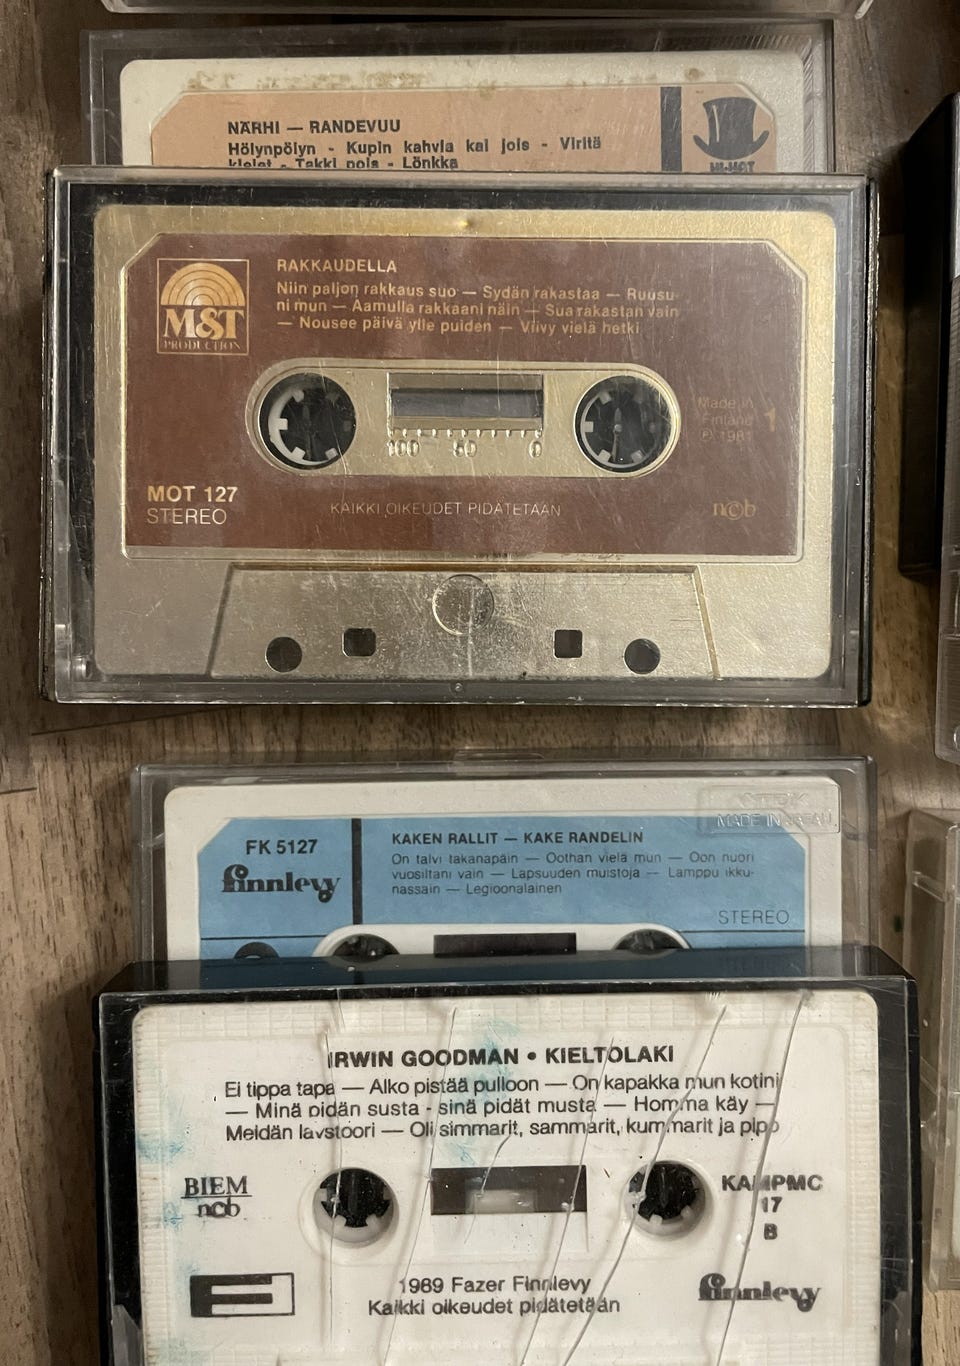 NÄRHI — RANDEVUU
Hölynpölyn - Kupin kahvia kai jois - Viritä
kielet - Takki pois - Lönkka
HI-HAT
RAKKAUDELLA
Niin paljon rakkaus suo — Sydän rakastaa — Ruusu-
ni mun — Aamulla rakkaani näin — Sua rakastan vain
— Nousee päivä ylle puiden — Viivy vielä hetki
M&T
PRODUCTION
Made in
Finland
℗ 1981
1
100 50 0
MOT 127
STEREO
KAIKKI OIKEUDET PIDÄTETÄÄN
n©b
MADE IN JAPAN
FK 5127
Finnlevy
KAKEN RALLIT — KAKE RANDELIN
On talvi takanapäin — Oothan vielä mun — Oon nuori
vuosiltani vain — Lapsuuden muistoja — Lamppu ikku-
nassain — Legioonalainen
STEREO
IRWIN GOODMAN • KIELTOLAKI
Ei tippa tapa — Alko pistää pulloon — On kapakka mun kotini
— Minä pidän susta - sinä pidät musta — Homma käy —
Meidän lavstoori — Oli simmarit, sammarit, kummarit ja pipo
BIEM
ncb
KAMPMC
17
B
1989 Fazer Finnlevy
Kaikki oikeudet pidätetään
Finnlevy